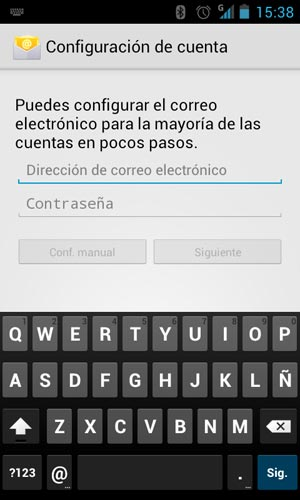 15:38
Configuración de cuenta
Puedes configurar el correo
electrónico para la mayoría de las
cuentas en pocos pasos.
Dirección de correo electrónico
Contraseña
Conf. manual Siguiente
Q W E R T Y U I O P
A S D F G H J K L Ñ
Z X C V B N M
?123 @ . Sig.